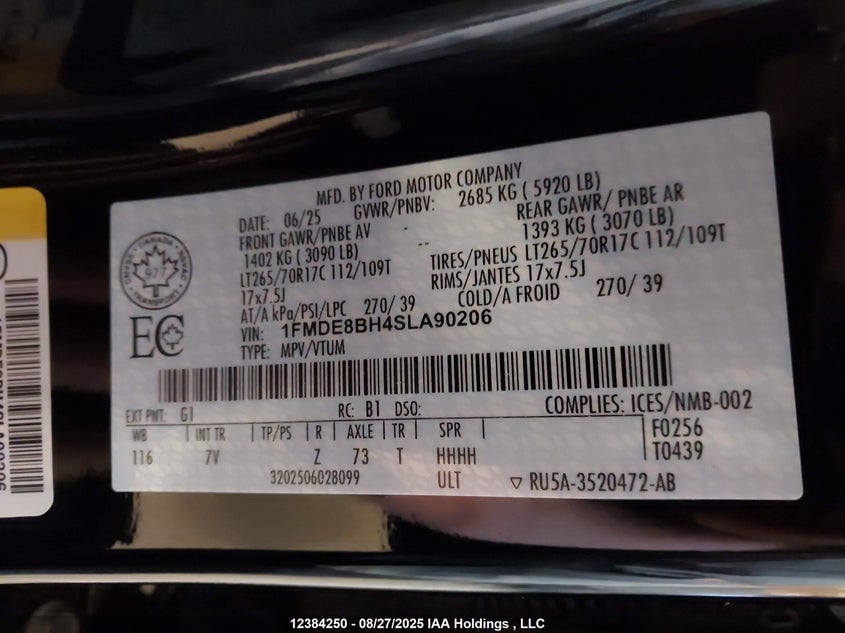 MFD. BY FORD MOTOR COMPANY
DATE: 06/25 GVWR/PNBV: 2685 KG ( 5920 LB)
FRONT GAWR/PNBE AV - REAR GAWR/ PNBE AR
1402 KG ( 3090 LB) -- 1393 KG ( 3070 LB)
LT265/70R17C 112/109T TIRES/PNEUS LT265/70R17C 112/109T
17x7.5J RIMS/JANTES 17x7.5J
AT/A kPa/PSI/LPC 270/ 39 COLD/A FROID 270/ 39
VIN: 1FMDE8BH4SLA90206
TYPE: MPV/VTUM
CANADA
977
TRANSPORT
EC
EXT PNT: G1 RC: B1 DSO: COMPLIES: ICES/NMB-002
WB | INT TR | TP/PS | R | AXLE | TR | SPR | F0256
116 7V Z 73 T HHHH T0439
3202506028099 ULT ▽ RU5A-3520472-AB
12384250 - 08/27/2025 IAA Holdings , LLC